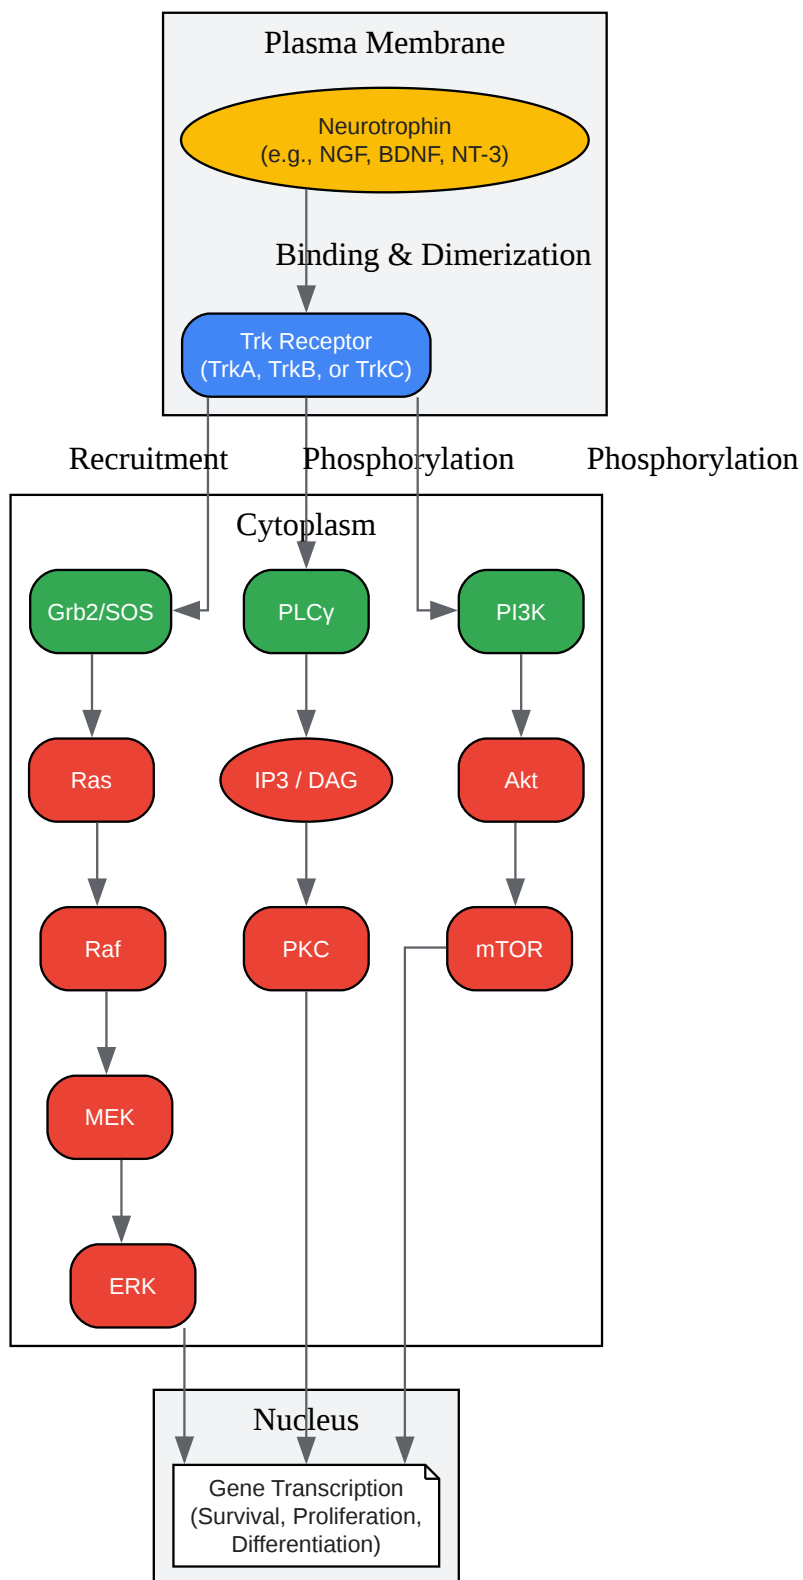 Plasma Membrane
Neurotrophin
(e.g., NGF, BDNF, NT-3)
Binding & Dimerization
Trk Receptor
(TrkA, TrkB, or TrkC)
Recruitment
Phosphorylation
Phosphorylation
Cytoplasm
Grb2/SOS
PLCγ
PI3K
Ras
IP3 / DAG
Akt
Raf
PKC
mTOR
MEK
ERK
Nucleus
Gene Transcription
(Survival, Proliferation,
Differentiation)